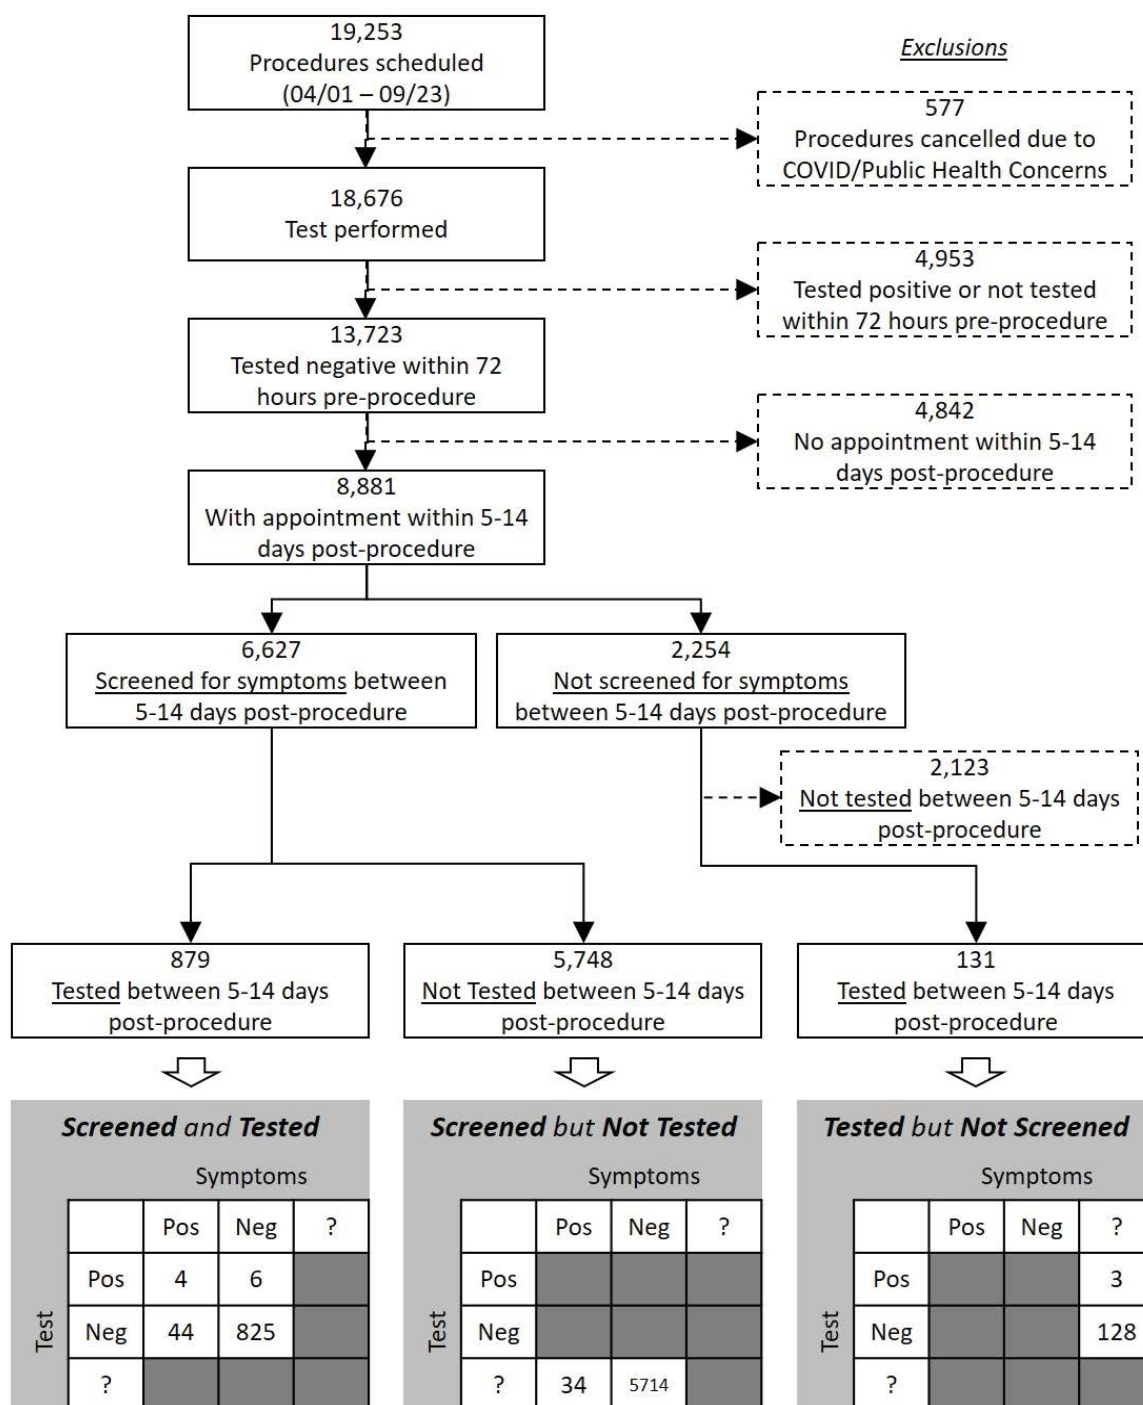 19,253
Procedures scheduled
(04/01 – 09/23)
Exclusions
577
Procedures cancelled due to
COVID/Public Health Concerns
18,676
Test performed
4,953
Tested positive or not tested
within 72 hours pre-procedure
13,723
Tested negative within 72
hours pre-procedure
4,842
No appointment within 5-14
days post-procedure
8,881
With appointment within 5-14
days post-procedure
6,627
Screened for symptoms between
5-14 days post-procedure
2,254
Not screened for symptoms
between 5-14 days post-procedure
2,123
Not tested between 5-14 days
post-procedure
879
Tested between 5-14 days
post-procedure
5,748
Not Tested between 5-14 days
post-procedure
131
Tested between 5-14 days
post-procedure
Screened and Tested
Symptoms
Pos Neg ?
Test
Pos 4 6
Neg 44 825
?
Screened but Not Tested
Symptoms
Pos Neg ?
Test
Pos
Neg
? 34 5714
Tested but Not Screened
Symptoms
Pos Neg ?
Test
Pos 3
Neg 128
?